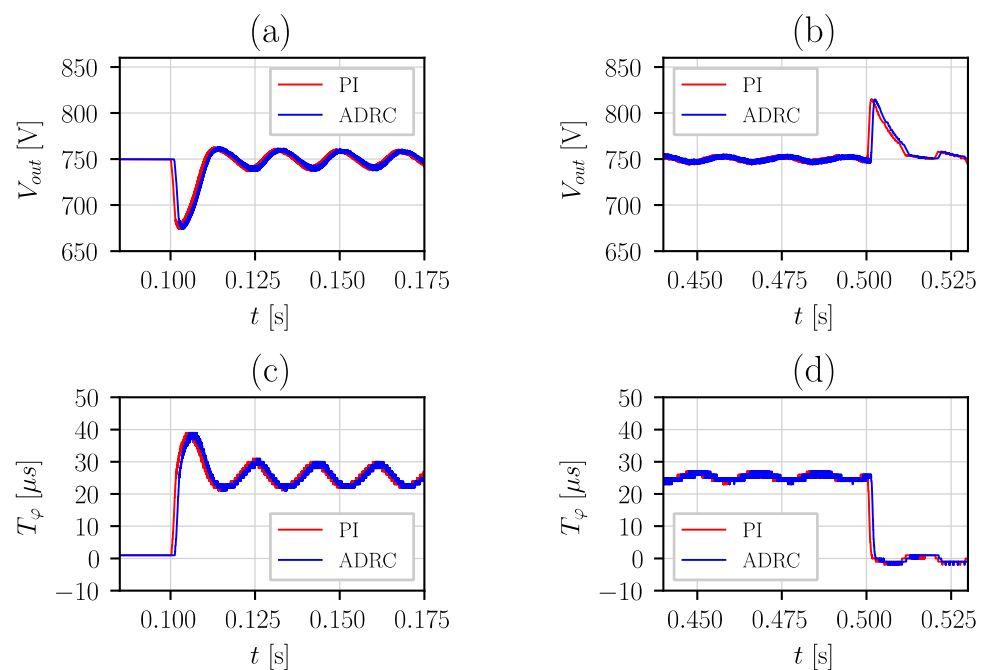 (a)
850
800
750
700
650
V_out [V]
PI
ADRC
0.100 0.125 0.150 0.175
t [s]
(b)
850
800
750
700
650
V_out [V]
PI
ADRC
0.450 0.475 0.500 0.525
t [s]
(c)
50
40
30
20
10
0
−10
T_φ [μs]
PI
ADRC
0.100 0.125 0.150 0.175
t [s]
(d)
50
40
30
20
10
0
−10
T_φ [μs]
PI
ADRC
0.450 0.475 0.500 0.525
t [s]